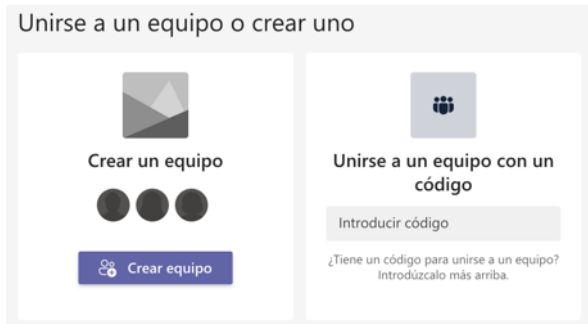 Unirse a un equipo o crear uno
Crear un equipo
Crear equipo
Unirse a un equipo con un
código
Introducir código
¿Tiene un código para unirse a un equipo?
Introdúzcalo más arriba.